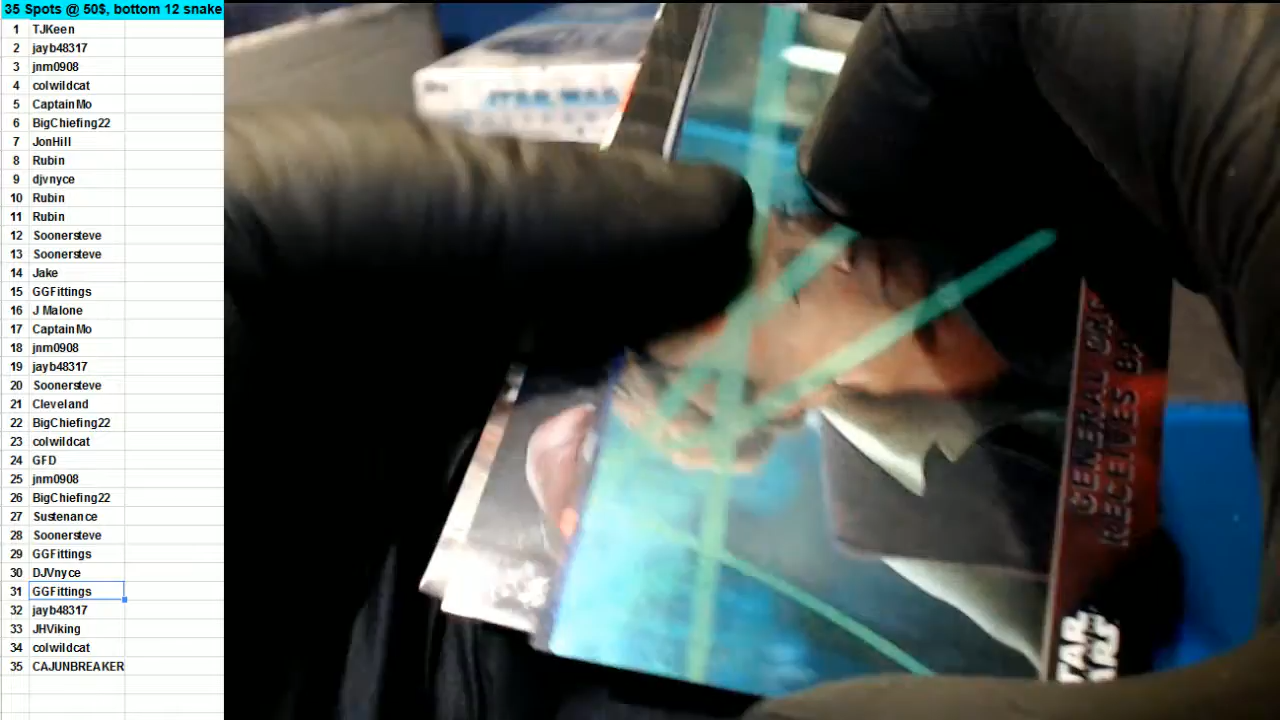 35 Spots @ 50$, bottom 12 snake
1 TJKeen
2 jayb48317
3 jnm0908
4 colwildcat
5 CaptainMo
6 BigChiefing22
7 JonHill
8 Rubin
9 djvnyce
10 Rubin
11 Rubin
12 Soonersteve
13 Soonersteve
14 Jake
15 GGFittings
16 J Malone
17 CaptainMo
18 jnm0908
19 jayb48317
20 Soonersteve
21 Cleveland
22 BigChiefing22
23 colwildcat
24 GFD
25 jnm0908
26 BigChiefing22
27 Sustenance
28 Soonersteve
29 GGFittings
30 DJVnyce
31 GGFittings
32 jayb48317
33 JHViking
34 colwildcat
35 CAJUNBREAKER
STAR WARS
GENERAL
RECEIVES
STAR
WARS